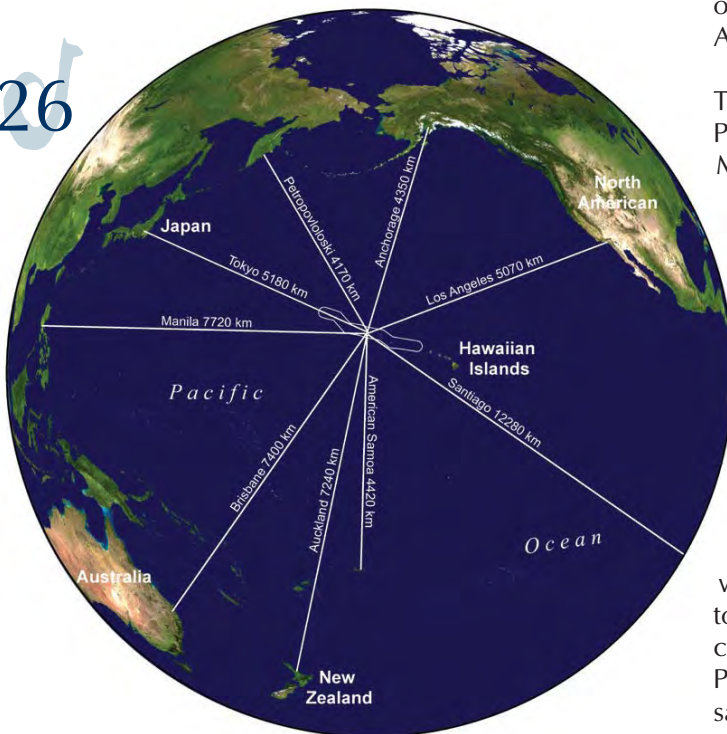 26
North
American
Japan
Petropovloloski 4170 km
Anchorage 4350 km
Tokyo 5180 km
Los Angeles 5070 km
Manila 7720 km
Hawaiian
Islands
Pacific
Santiago 12280 km
American Samoa 4420 km
Brisbane 7400 km
Auckland 7240 km
Ocean
Australia
New
Zealand